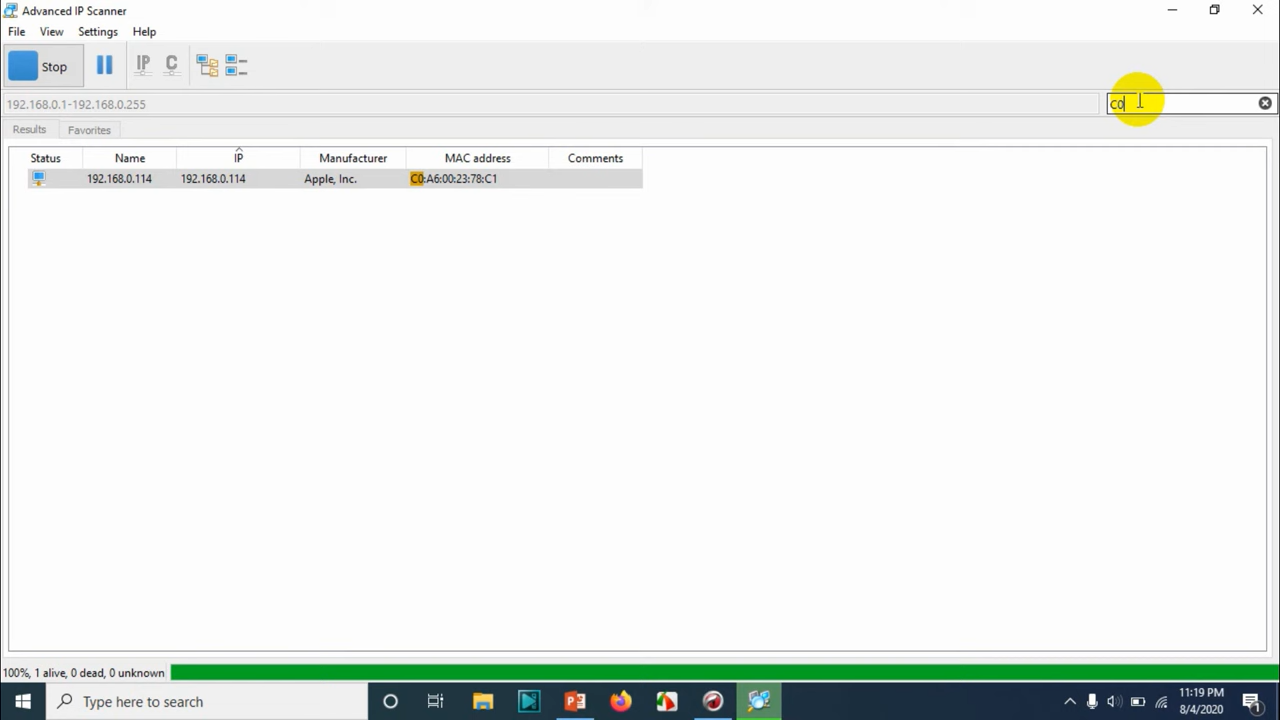 Advanced IP Scanner
File View Settings Help
Stop IP C
192.168.0.1-192.168.0.255 C0
Results Favorites
Status Name IP Manufacturer MAC address Comments
192.168.0.114 192.168.0.114 Apple, Inc. C0:A6:00:23:78:C1
100%, 1 alive, 0 dead, 0 unknown
Type here to search
11:19 PM
8/4/2020
1